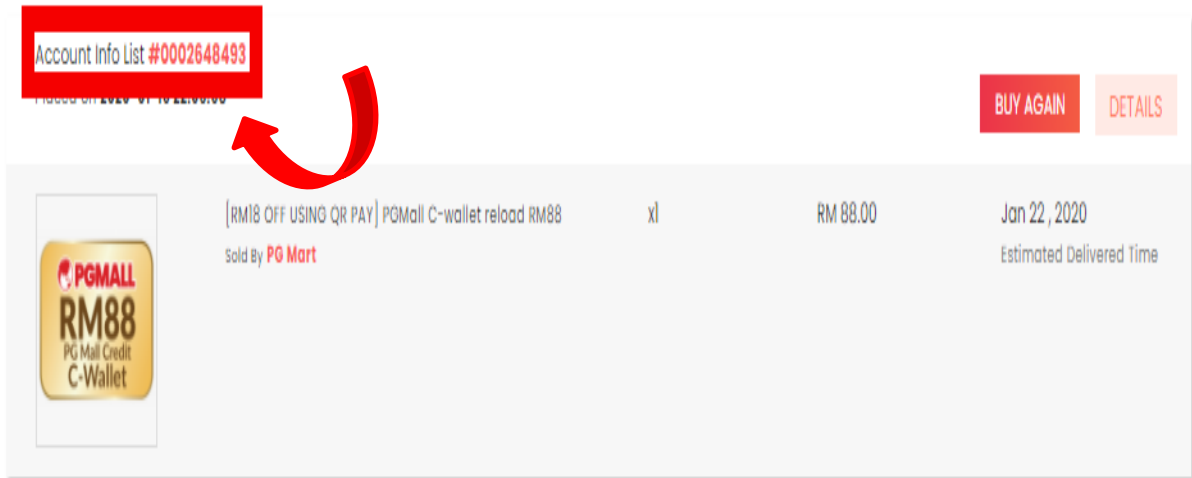 Account Info List #0002648493
BUY AGAIN
DETAILS
[RM18 OFF USING QR PAY] PGMall C-wallet reload RM88
x1
RM 88.00
Jan 22 , 2020
Sold By PG Mart
Estimated Delivered Time
PGMALL
RM88
PG Mall Credit
C-Wallet